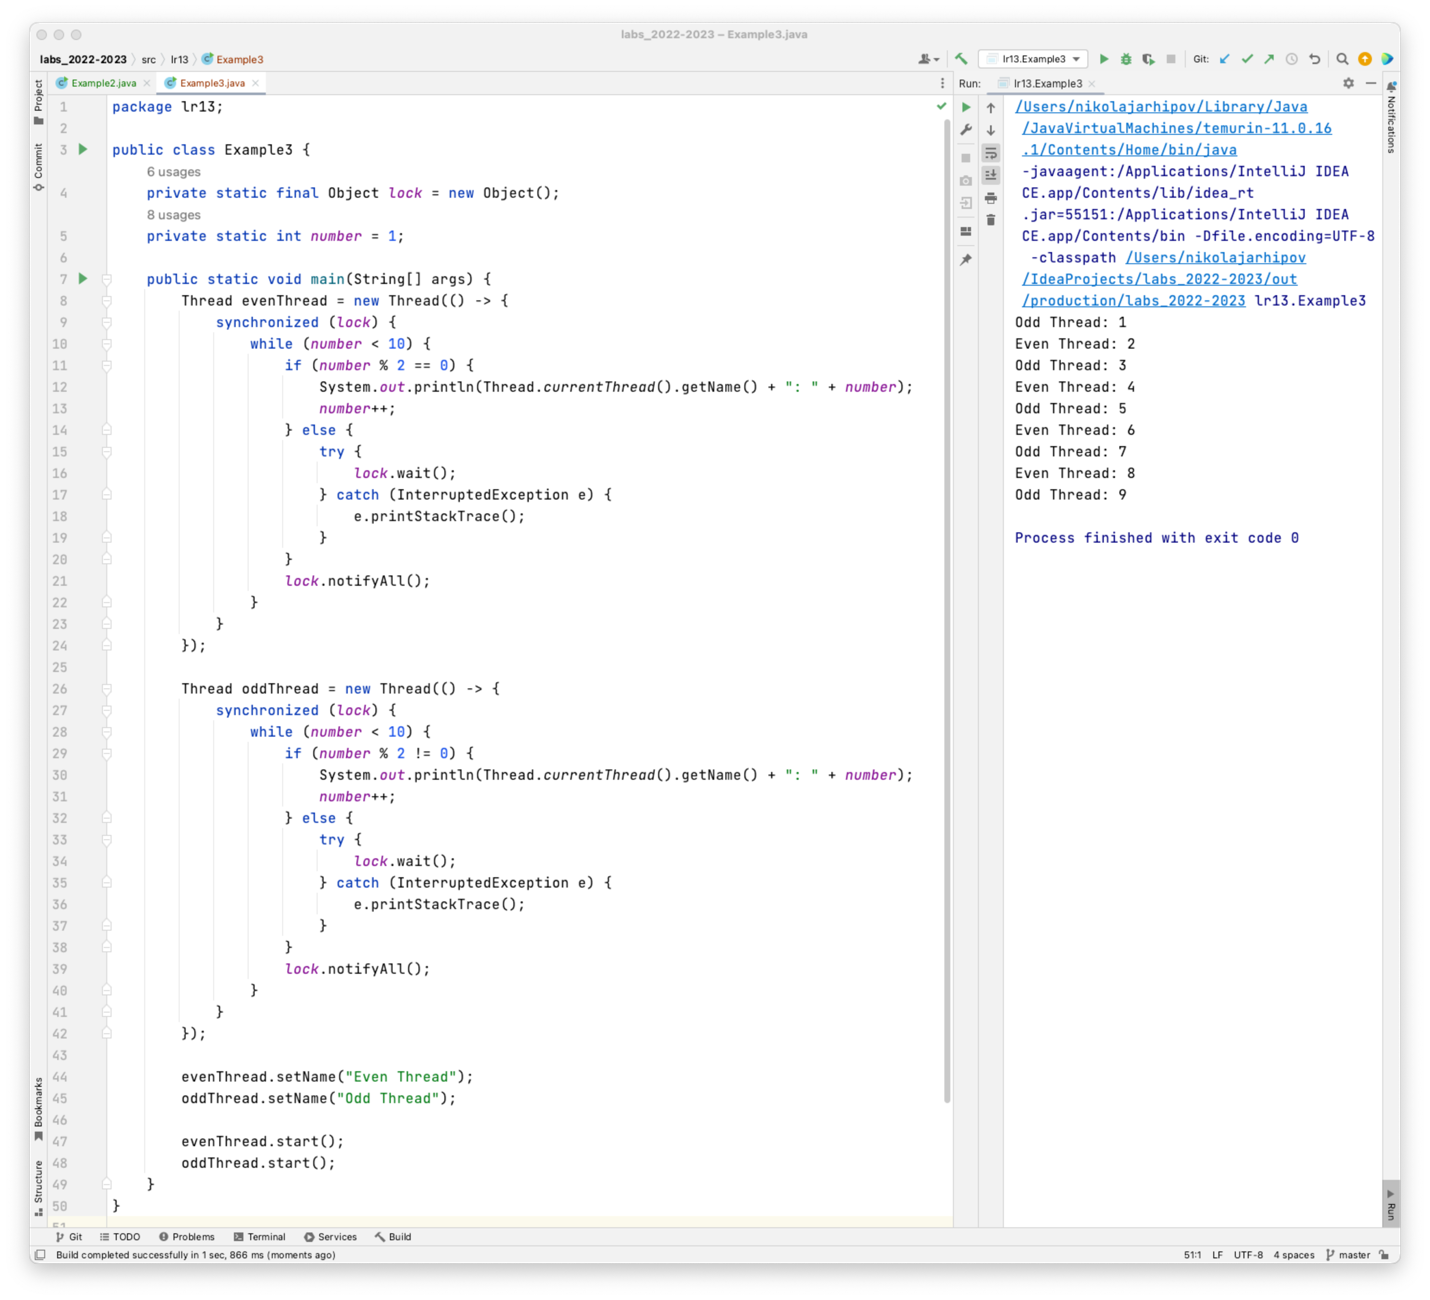 labs_2022-2023 – Example3.java
labs_2022-2023 src lr13 Example3
lr13.Example3
Git:
Example2.java
Example3.java
Run: lr13.Example3
Project
Commit
Bookmarks
Structure
Notifications
Run
1 package lr13;
2
3 public class Example3 {
6 usages
4 private static final Object lock = new Object();
8 usages
5 private static int number = 1;
6
7 public static void main(String[] args) {
8 Thread evenThread = new Thread(() -> {
9 synchronized (lock) {
10 while (number < 10) {
11 if (number % 2 == 0) {
12 System.out.println(Thread.currentThread().getName() + ": " + number);
13 number++;
14 } else {
15 try {
16 lock.wait();
17 } catch (InterruptedException e) {
18 e.printStackTrace();
19 }
20 }
21 lock.notifyAll();
22 }
23 }
24 });
25
26 Thread oddThread = new Thread(() -> {
27 synchronized (lock) {
28 while (number < 10) {
29 if (number % 2 != 0) {
30 System.out.println(Thread.currentThread().getName() + ": " + number);
31 number++;
32 } else {
33 try {
34 lock.wait();
35 } catch (InterruptedException e) {
36 e.printStackTrace();
37 }
38 }
39 lock.notifyAll();
40 }
41 }
42 });
43
44 evenThread.setName("Even Thread");
45 oddThread.setName("Odd Thread");
46
47 evenThread.start();
48 oddThread.start();
49 }
50 }
51
/Users/nikolajarhipov/Library/Java
/JavaVirtualMachines/temurin-11.0.16
.1/Contents/Home/bin/java
-javaagent:/Applications/IntelliJ IDEA
CE.app/Contents/lib/idea_rt
.jar=55151:/Applications/IntelliJ IDEA
CE.app/Contents/bin -Dfile.encoding=UTF-8
-classpath /Users/nikolajarhipov
/IdeaProjects/labs_2022-2023/out
/production/labs_2022-2023 lr13.Example3
Odd Thread: 1
Even Thread: 2
Odd Thread: 3
Even Thread: 4
Odd Thread: 5
Even Thread: 6
Odd Thread: 7
Even Thread: 8
Odd Thread: 9
Process finished with exit code 0
Git TODO Problems Terminal Services Build
Build completed successfully in 1 sec, 866 ms (moments ago)
51:1 LF UTF-8 4 spaces master